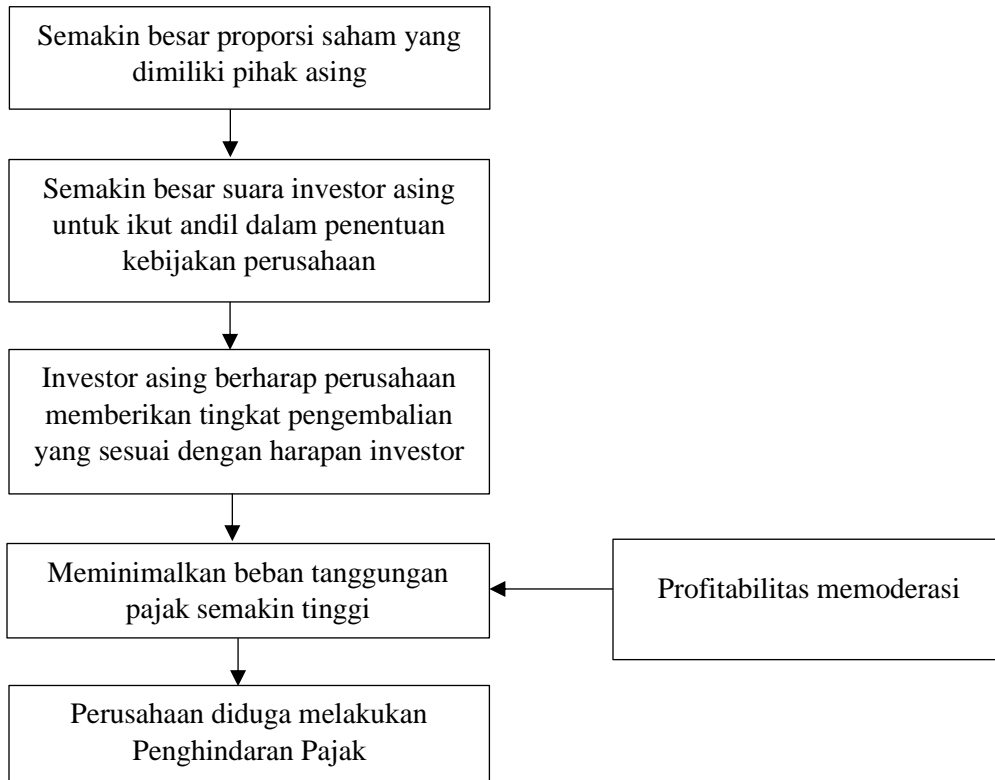 Semakin besar proporsi saham yang
dimiliki pihak asing
Semakin besar suara investor asing
untuk ikut andil dalam penentuan
kebijakan perusahaan
Investor asing berharap perusahaan
memberikan tingkat pengembalian
yang sesuai dengan harapan investor
Meminimalkan beban tanggungan
pajak semakin tinggi
Profitabilitas memoderasi
Perusahaan diduga melakukan
Penghindaran Pajak